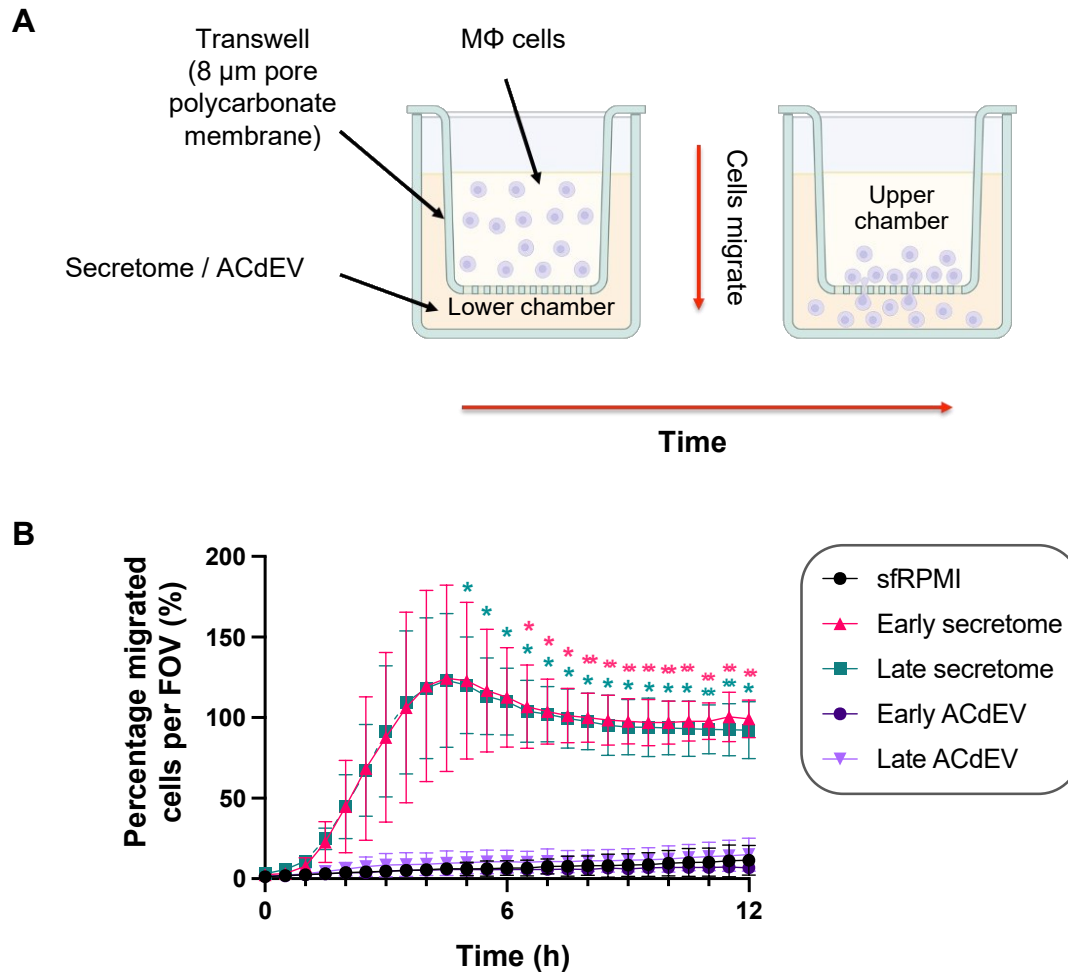 A
Transwell
(8 µm pore
polycarbonate
membrane)
MΦ cells
Secretome / ACdEV
Lower chamber
Cells migrate
Upper
chamber
Time
B
Percentage migrated
cells per FOV (%)
200
150
100
50
0
* * * * * * * ** ** ** ** ** ** ** ** **
* * * * * * * * * * * * * ** ** *
0
6
12
Time (h)
sfRPMI
Early secretome
Late secretome
Early ACdEV
Late ACdEV